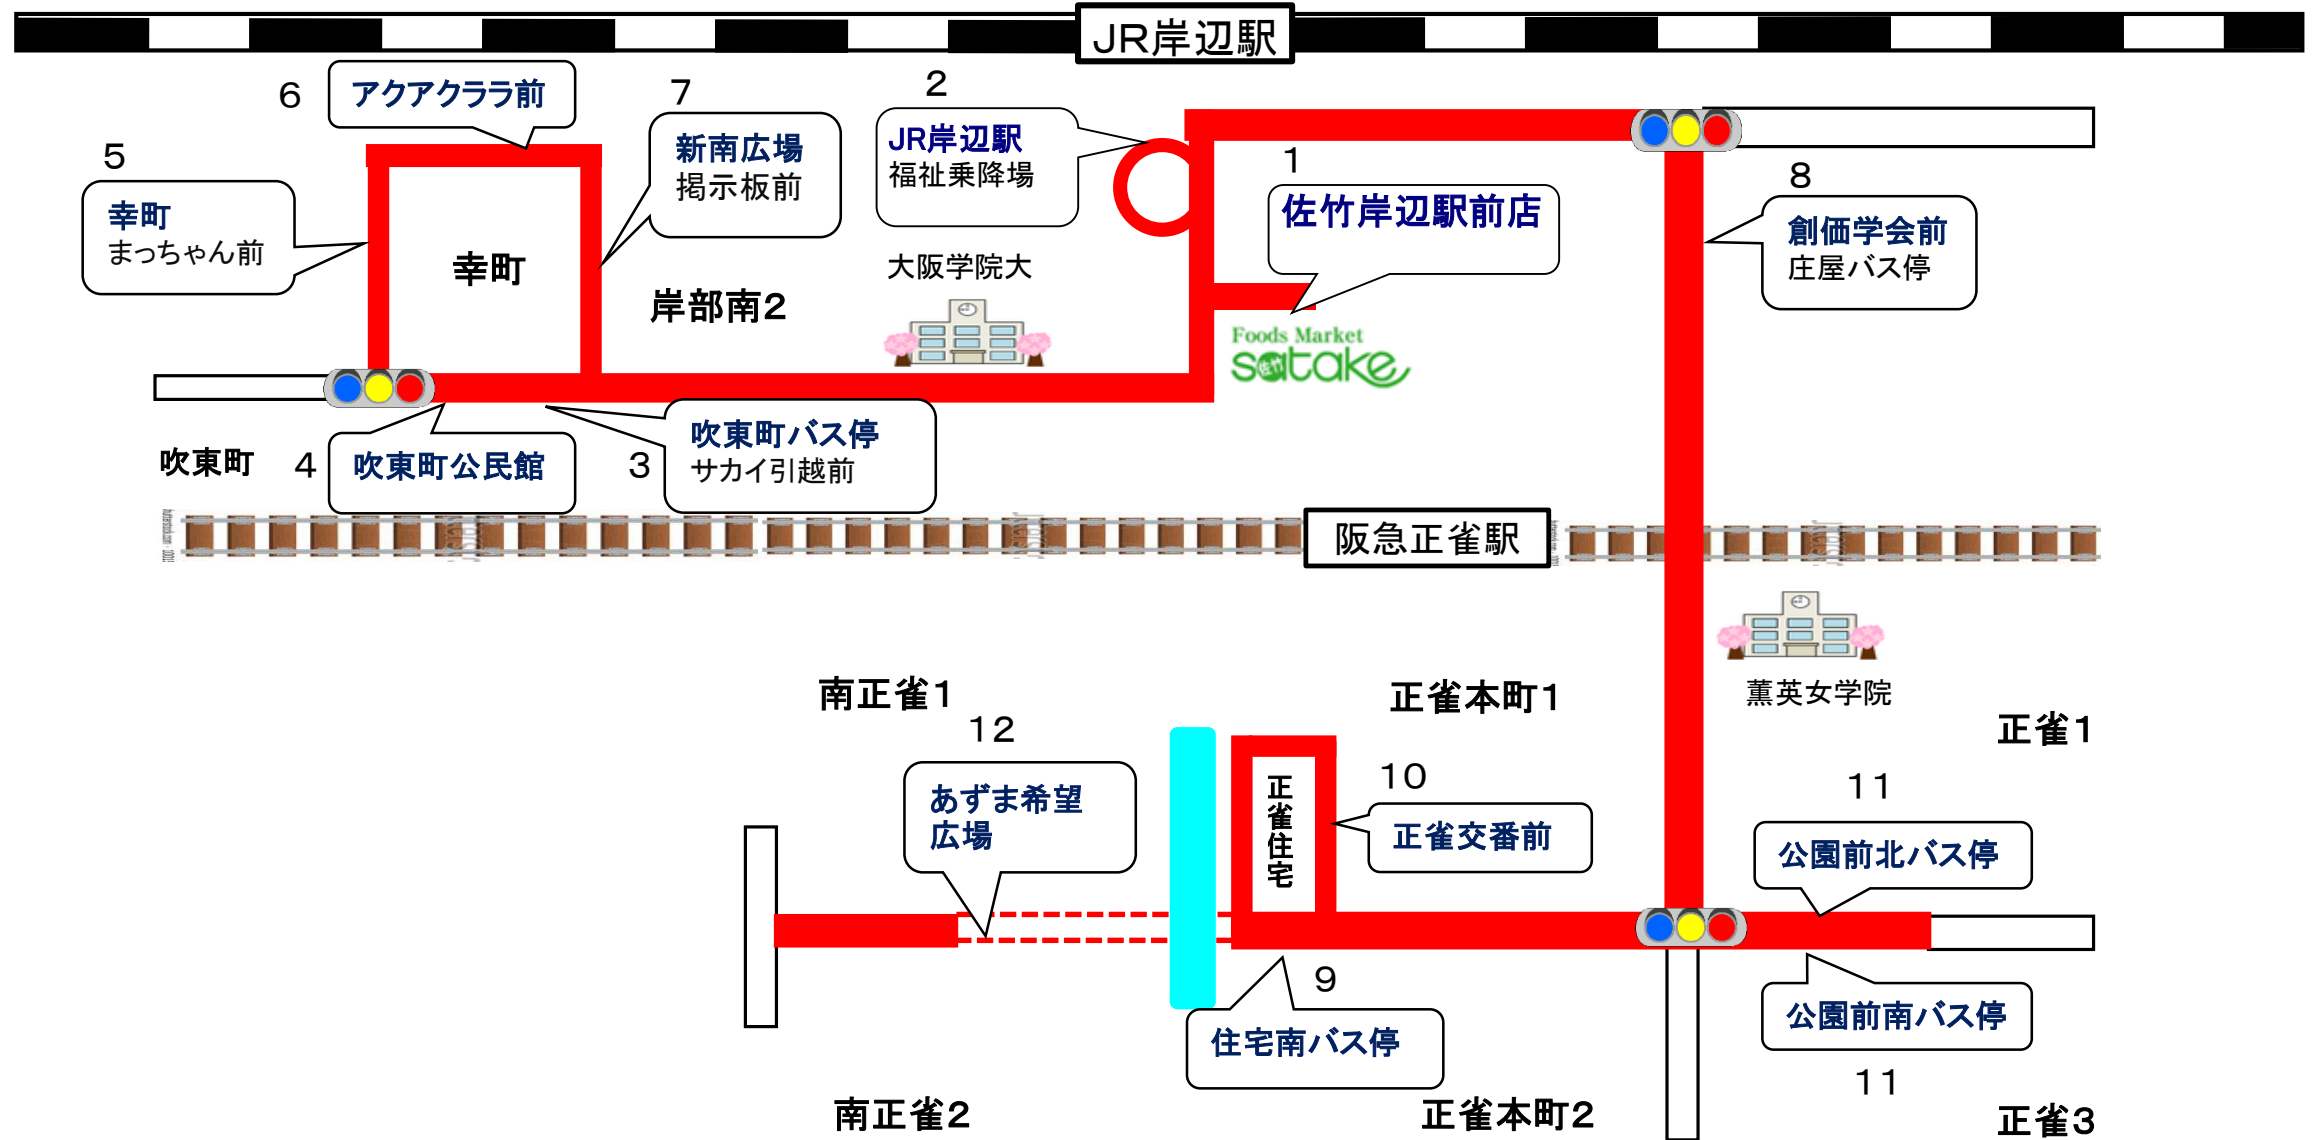 JR岸辺駅
6
アクアクララ前
7
新南広場
掲示板前
2
JR岸辺駅
福祉乗降場
1
佐竹岸辺駅前店
5
幸町
まっちゃん前
8
創価学会前
庄屋バス停
幸町
岸部南2
大阪学院大
Foods Market
satake
佐竹
吹東町
4
吹東町公民館
3
吹東町バス停
サカイ引越前
阪急正雀駅
薫英女学院
南正雀1
正雀本町1
正雀1
12
あずま希望
広場
正雀住宅
10
正雀交番前
11
公園前北バス停
9
住宅南バス停
公園前南バス停
11
南正雀2
正雀本町2
正雀3